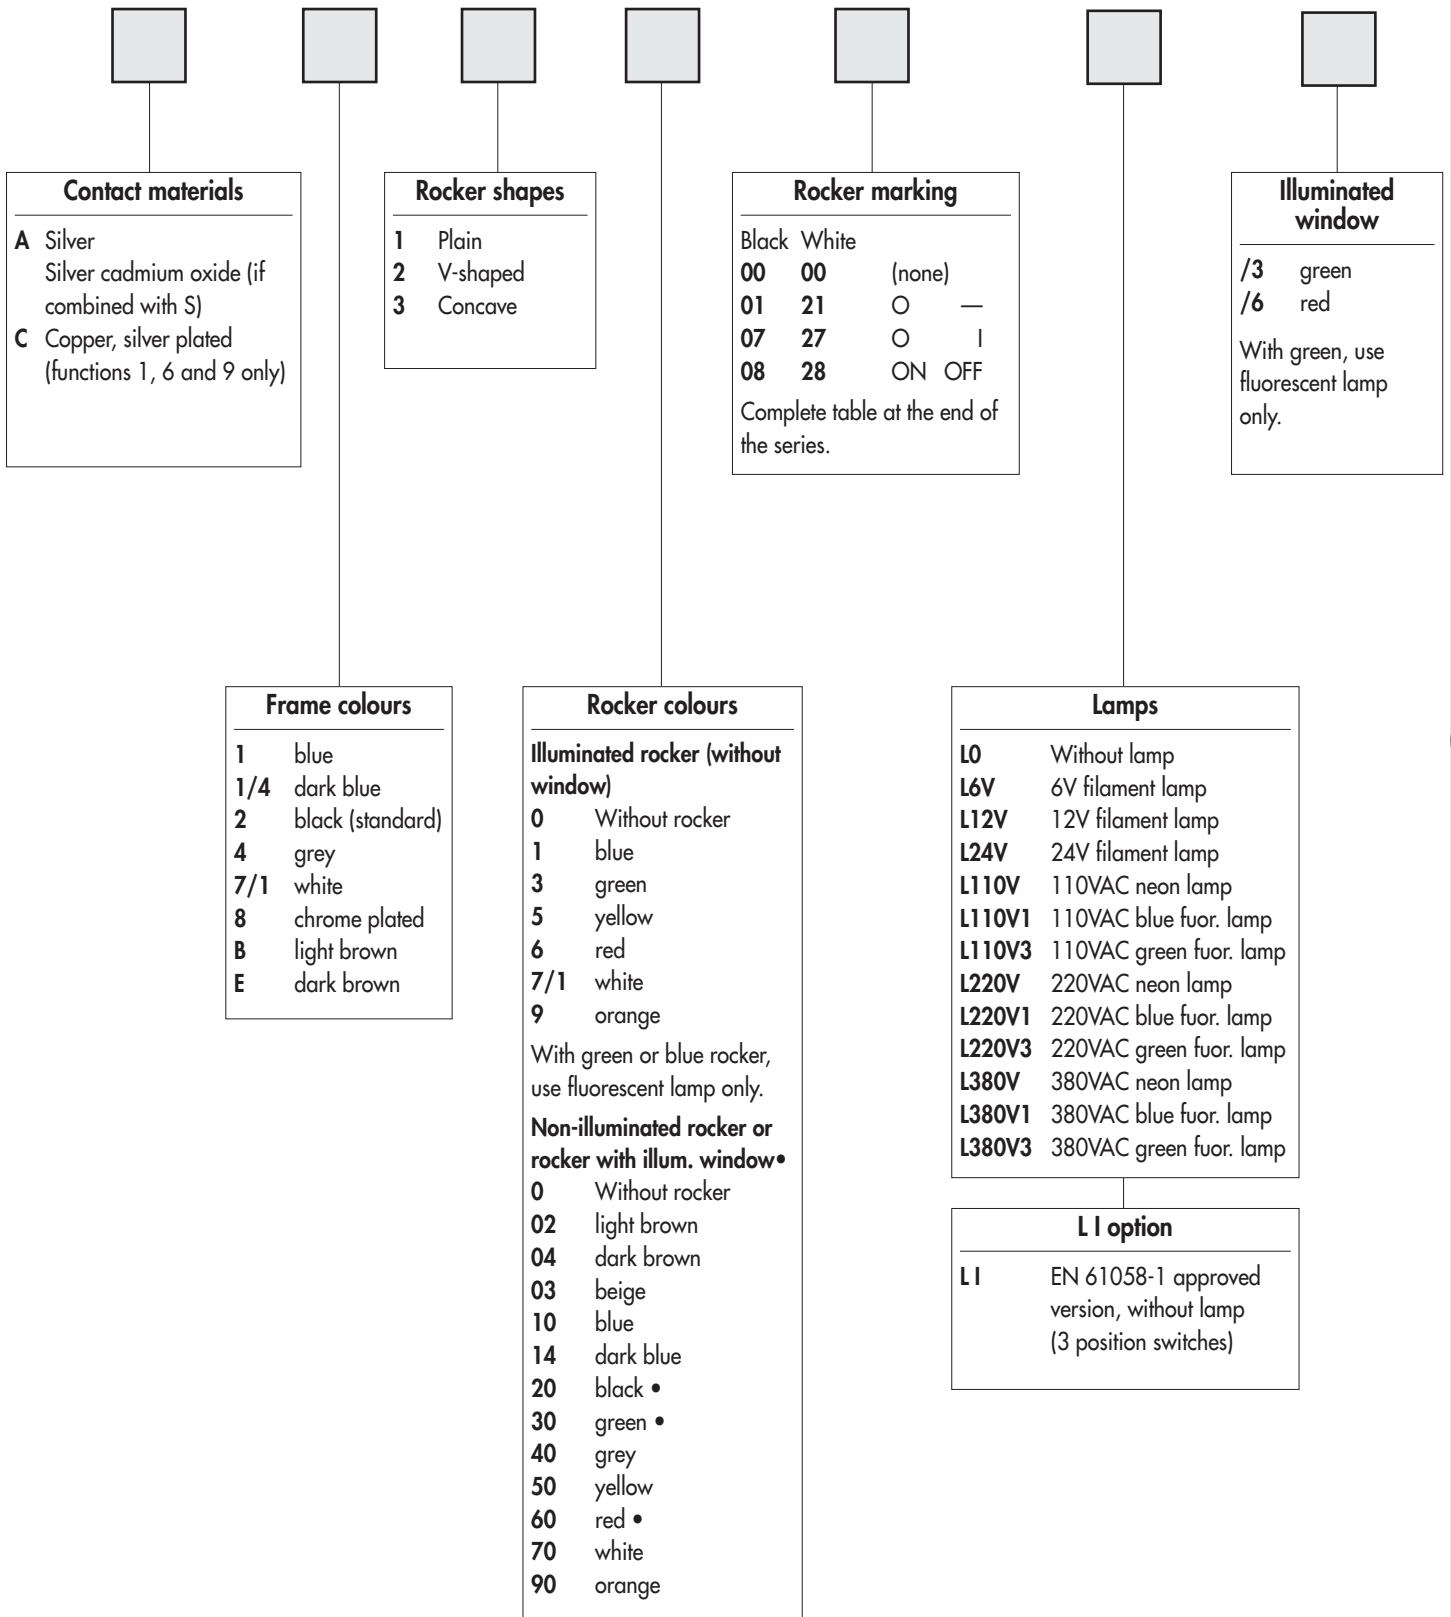 Contact materials
A Silver
Silver cadmium oxide (if
combined with S)
C Copper, silver plated
(functions 1, 6 and 9 only)
Rocker shapes
1 Plain
2 V-shaped
3 Concave
Rocker marking
Black White
00 00 (none)
01 21 O —
07 27 O I
08 28 ON OFF
Complete table at the end of
the series.
Illuminated
window
/3 green
/6 red
With green, use
fluorescent lamp
only.
Frame colours
1 blue
1/4 dark blue
2 black (standard)
4 grey
7/1 white
8 chrome plated
B light brown
E dark brown
Rocker colours
Illuminated rocker (without
window)
0 Without rocker
1 blue
3 green
5 yellow
6 red
7/1 white
9 orange
With green or blue rocker,
use fluorescent lamp only.
Non-illuminated rocker or
rocker with illum. window•
0 Without rocker
02 light brown
04 dark brown
03 beige
10 blue
14 dark blue
20 black •
30 green •
40 grey
50 yellow
60 red •
70 white
90 orange
Lamps
L0 Without lamp
L6V 6V filament lamp
L12V 12V filament lamp
L24V 24V filament lamp
L110V 110VAC neon lamp
L110V1 110VAC blue fuor. lamp
L110V3 110VAC green fuor. lamp
L220V 220VAC neon lamp
L220V1 220VAC blue fuor. lamp
L220V3 220VAC green fuor. lamp
L380V 380VAC neon lamp
L380V1 380VAC blue fuor. lamp
L380V3 380VAC green fuor. lamp
L I option
L I EN 61058-1 approved
version, without lamp
(3 position switches)